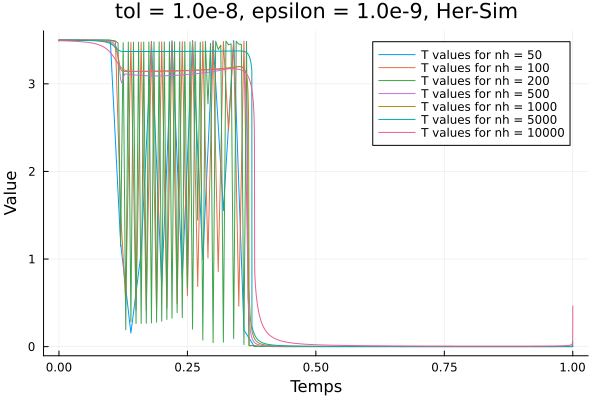 tol = 1.0e-8, epsilon = 1.0e-9, Her-Sim
T values for nh = 50
T values for nh = 100
T values for nh = 200
T values for nh = 500
T values for nh = 1000
T values for nh = 5000
T values for nh = 10000
Value
3
2
1
0
0.00
0.25
0.50
0.75
1.00
Temps